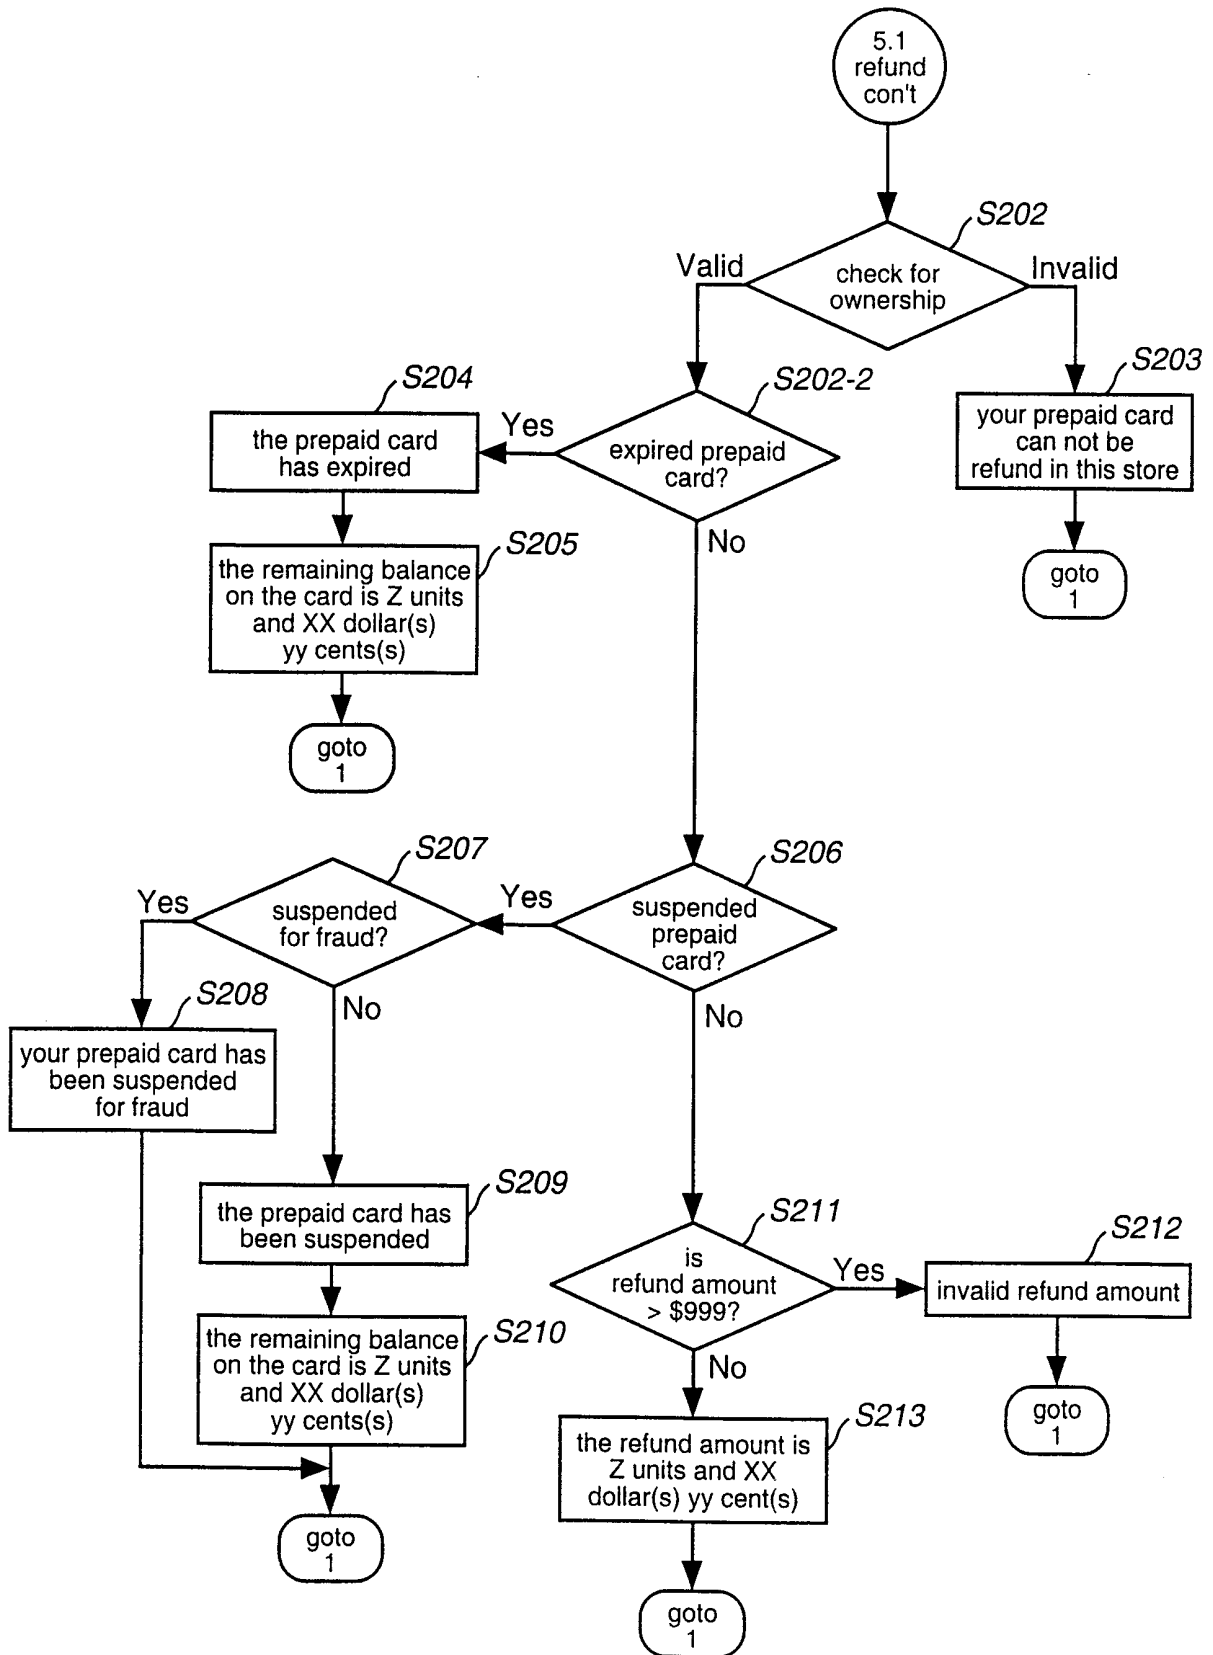 5.1
refund
con't
S202
Valid
check for
ownership
Invalid
S203
your prepaid card
can not be
refund in this store
goto
1
S202-2
expired prepaid
card?
Yes
No
S204
the prepaid card
has expired
S205
the remaining balance
on the card is Z units
and XX dollar(s)
yy cents(s)
goto
1
S206
suspended
prepaid
card?
Yes
No
S207
suspended
for fraud?
Yes
No
S208
your prepaid card has
been suspended
for fraud
S209
the prepaid card has
been suspended
S210
the remaining balance
on the card is Z units
and XX dollar(s)
yy cents(s)
goto
1
S211
is
refund amount
> $999?
Yes
No
S212
invalid refund amount
goto
1
S213
the refund amount is
Z units and XX
dollar(s) yy cent(s)
goto
1